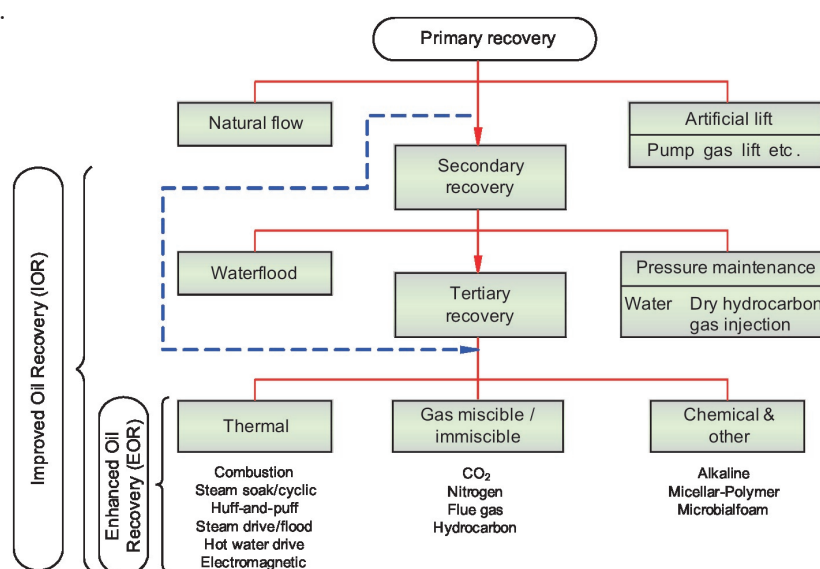 .
Primary recovery
Natural flow
Artificial lift
Pump gas lift etc.
Secondary
recovery
Waterflood
Pressure maintenance
Water Dry hydrocarbon
gas injection
Tertiary
recovery
Improved Oil Recovery (IOR)
Enhanced Oil
Recovery (EOR)
Thermal
Combustion
Steam soak/cyclic
Huff-and-puff
Steam drive/flood
Hot water drive
Electromagnetic
Gas miscible /
immiscible
CO₂
Nitrogen
Flue gas
Hydrocarbon
Chemical &
other
Alkaline
Micellar-Polymer
Microbialfoam